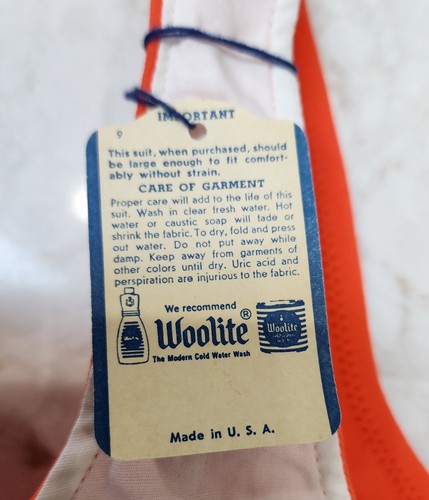 IMPORTANT
9
This suit, when purchased, should
be large enough to fit comfort-
ably without strain.
CARE OF GARMENT
Proper care will add to the life of this
suit. Wash in clear fresh water. Hot
water or caustic soap will fade or
shrink the fabric. To dry, fold and press
out water. Do not put away while
damp. Keep away from garments of
other colors until dry. Uric acid and
perspiration are injurious to the fabric.
We recommend
Woolite®
The Modern Cold Water Wash
Woolite
Made in U. S. A.